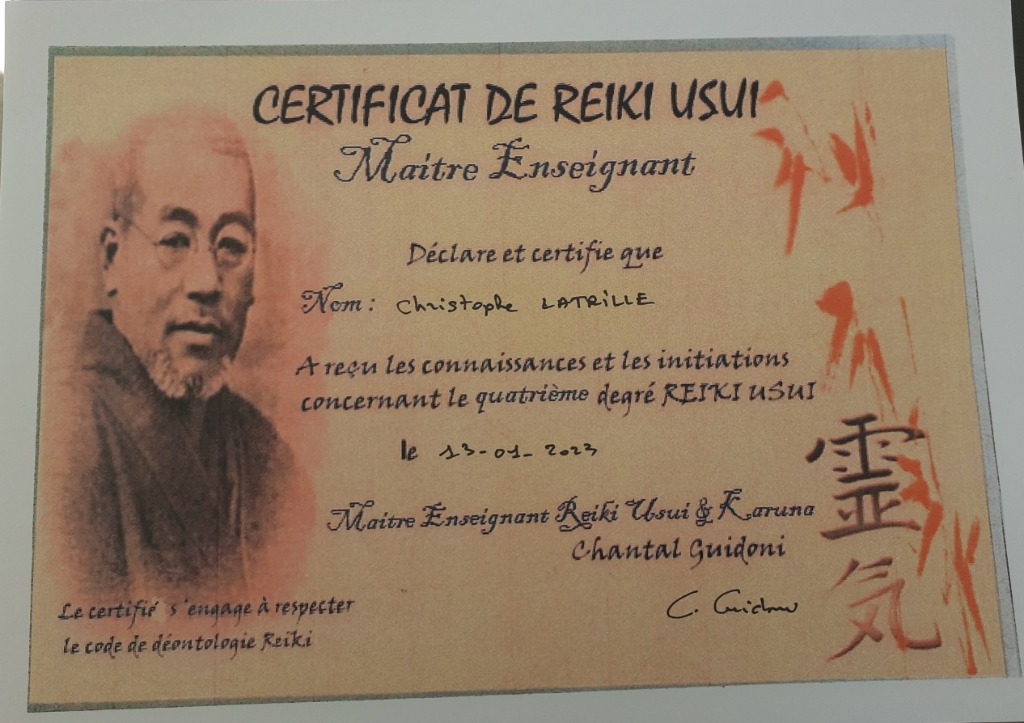 CERTIFICAT DE REIKI USUI
Maitre Enseignant
Déclare et certifie que
Nom : Christophe LATRILLE
A reçu les connaissances et les initiations
concernant le quatrième degré REIKI USUI
le 13-01-2023
Maitre Enseignant Reiki Usui & Karuna
Chantal Guidoni
C. Guidoni
Le certifié s'engage à respecter
le code de déontologie Reiki
霊
気